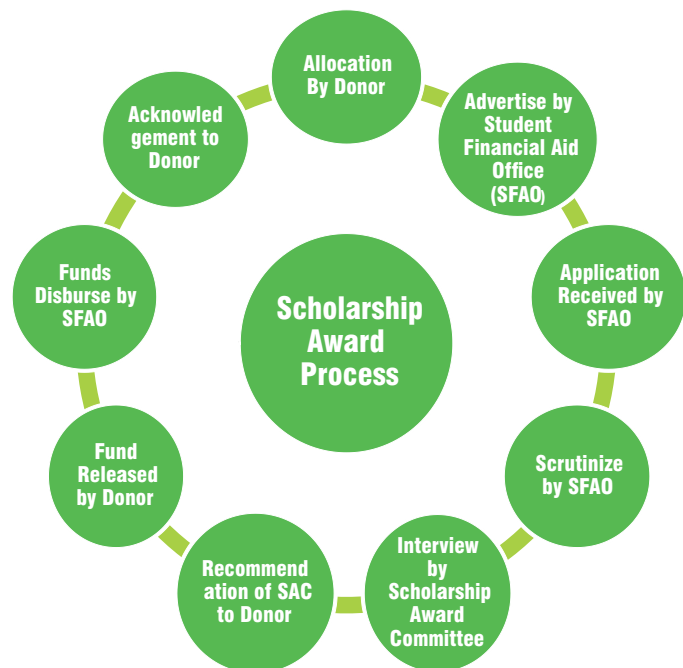 Allocation
By Donor
Advertise by
Student
Financial Aid
Office
(SFAO)
Application
Received by
SFAO
Scrutinize
by SFAO
Interview
by
Scholarship
Award
Committee
Recommend
ation of SAC
to Donor
Fund
Released
by Donor
Funds
Disburse by
SFAO
Acknowled
gement to
Donor
Scholarship
Award
Process